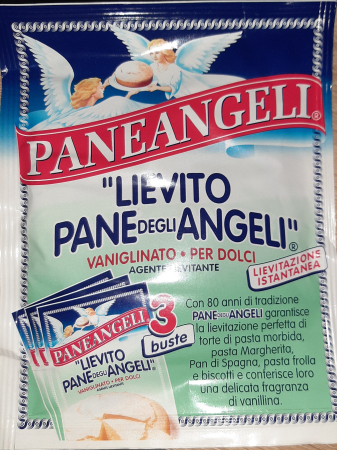 PANEANGELI®
"LIEVITO
PANE DEGLI ANGELI"®
VANIGLINATO • PER DOLCI
AGENTE LIEVITANTE
LIEVITAZIONE
ISTANTANEA
3
buste
Con 80 anni di tradizione
PANE DEGLI ANGELI garantisce
la lievitazione perfetta di
torte di pasta morbida,
pasta Margherita,
Pan di Spagna, pasta frolla
e biscotti e conferisce loro
una delicata fragranza
di vanillina.
PANEANGELI
"LIEVITO
PANE DEGLI ANGELI"
VANIGLINATO • PER DOLCI
AGENTE LIEVITANTE